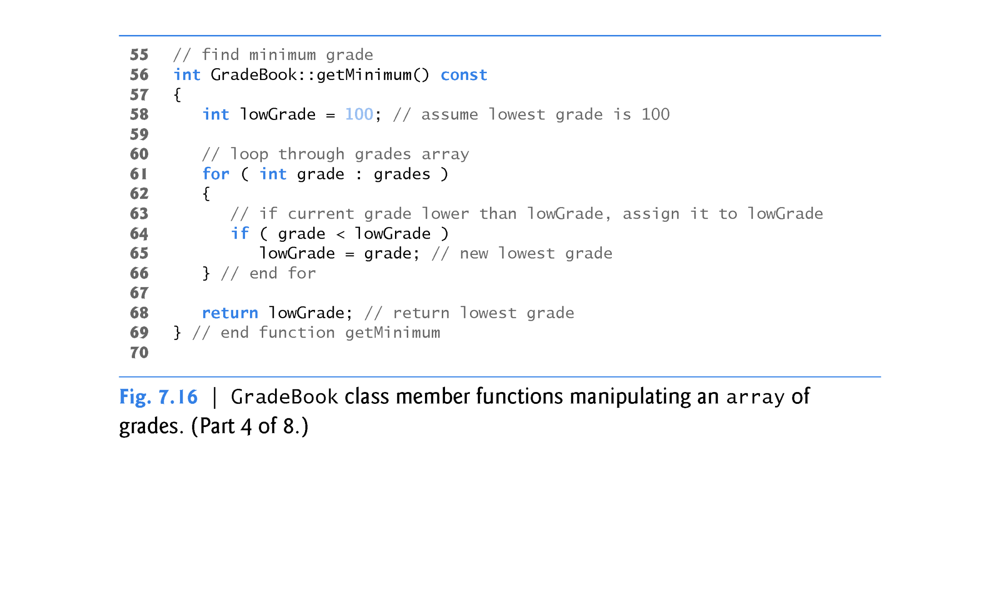 55 // find minimum grade
56 int GradeBook::getMinimum() const
57 {
58    int lowGrade = 100; // assume lowest grade is 100
59
60    // loop through grades array
61    for ( int grade : grades )
62    {
63       // if current grade lower than lowGrade, assign it to lowGrade
64       if ( grade < lowGrade )
65          lowGrade = grade; // new lowest grade
66    } // end for
67
68    return lowGrade; // return lowest grade
69 } // end function getMinimum
70
Fig. 7.16 | GradeBook class member functions manipulating an array of
grades. (Part 4 of 8.)